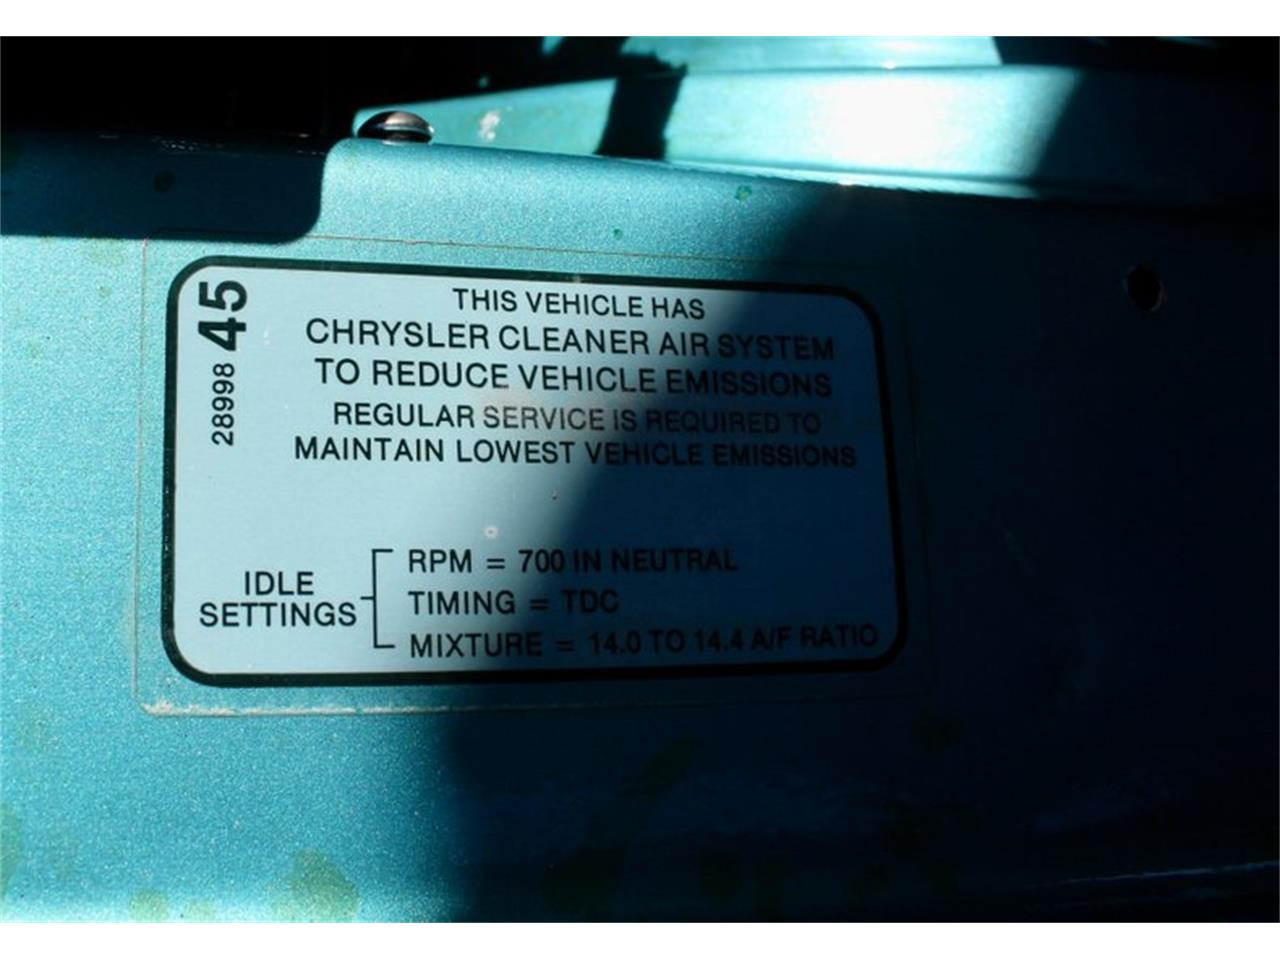 28998 45
THIS VEHICLE HAS
CHRYSLER CLEANER AIR SYSTEM
TO REDUCE VEHICLE EMISSIONS
REGULAR SERVICE IS REQUIRED TO
MAINTAIN LOWEST VEHICLE EMISSIONS
IDLE
SETTINGS
RPM = 700 IN NEUTRAL
TIMING = TDC
MIXTURE = 14.0 TO 14.4 A/F RATIO